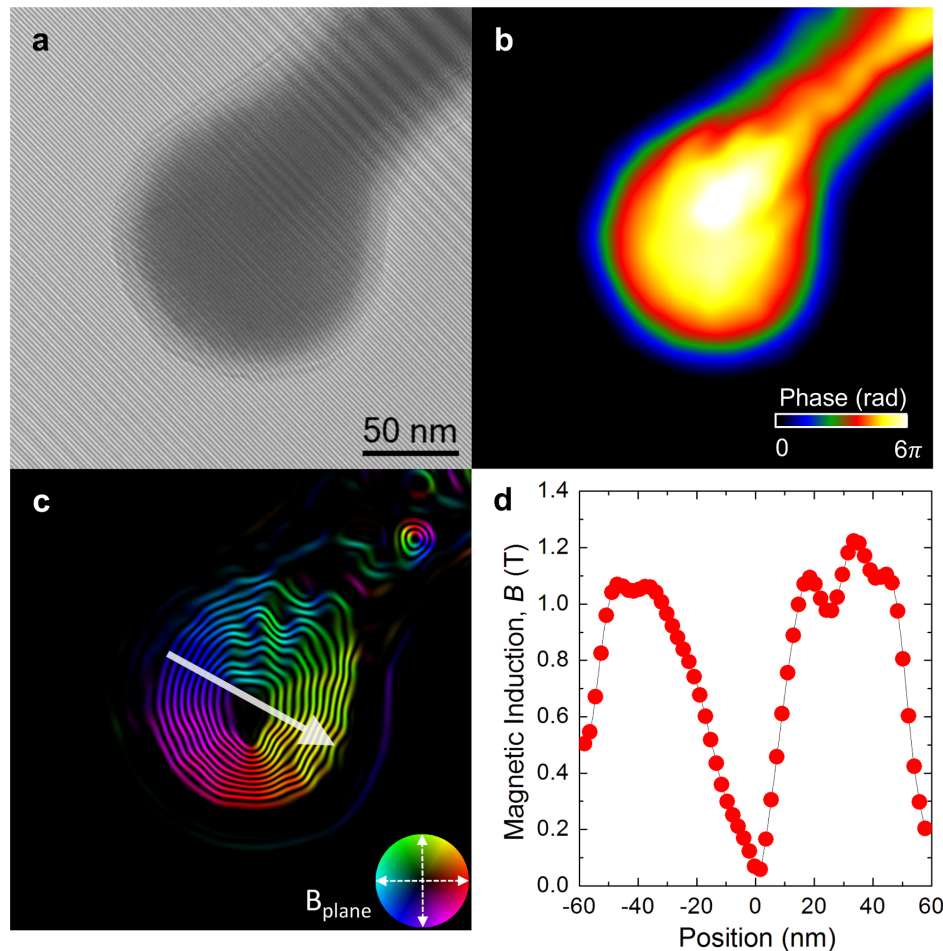 a
50 nm
b
Phase (rad)
0 6π
c
B plane
d
Magnetic Induction, B (T)
1.4
1.2
1.0
0.8
0.6
0.4
0.2
0.0
-60 -40 -20 0 20 40 60
Position (nm)